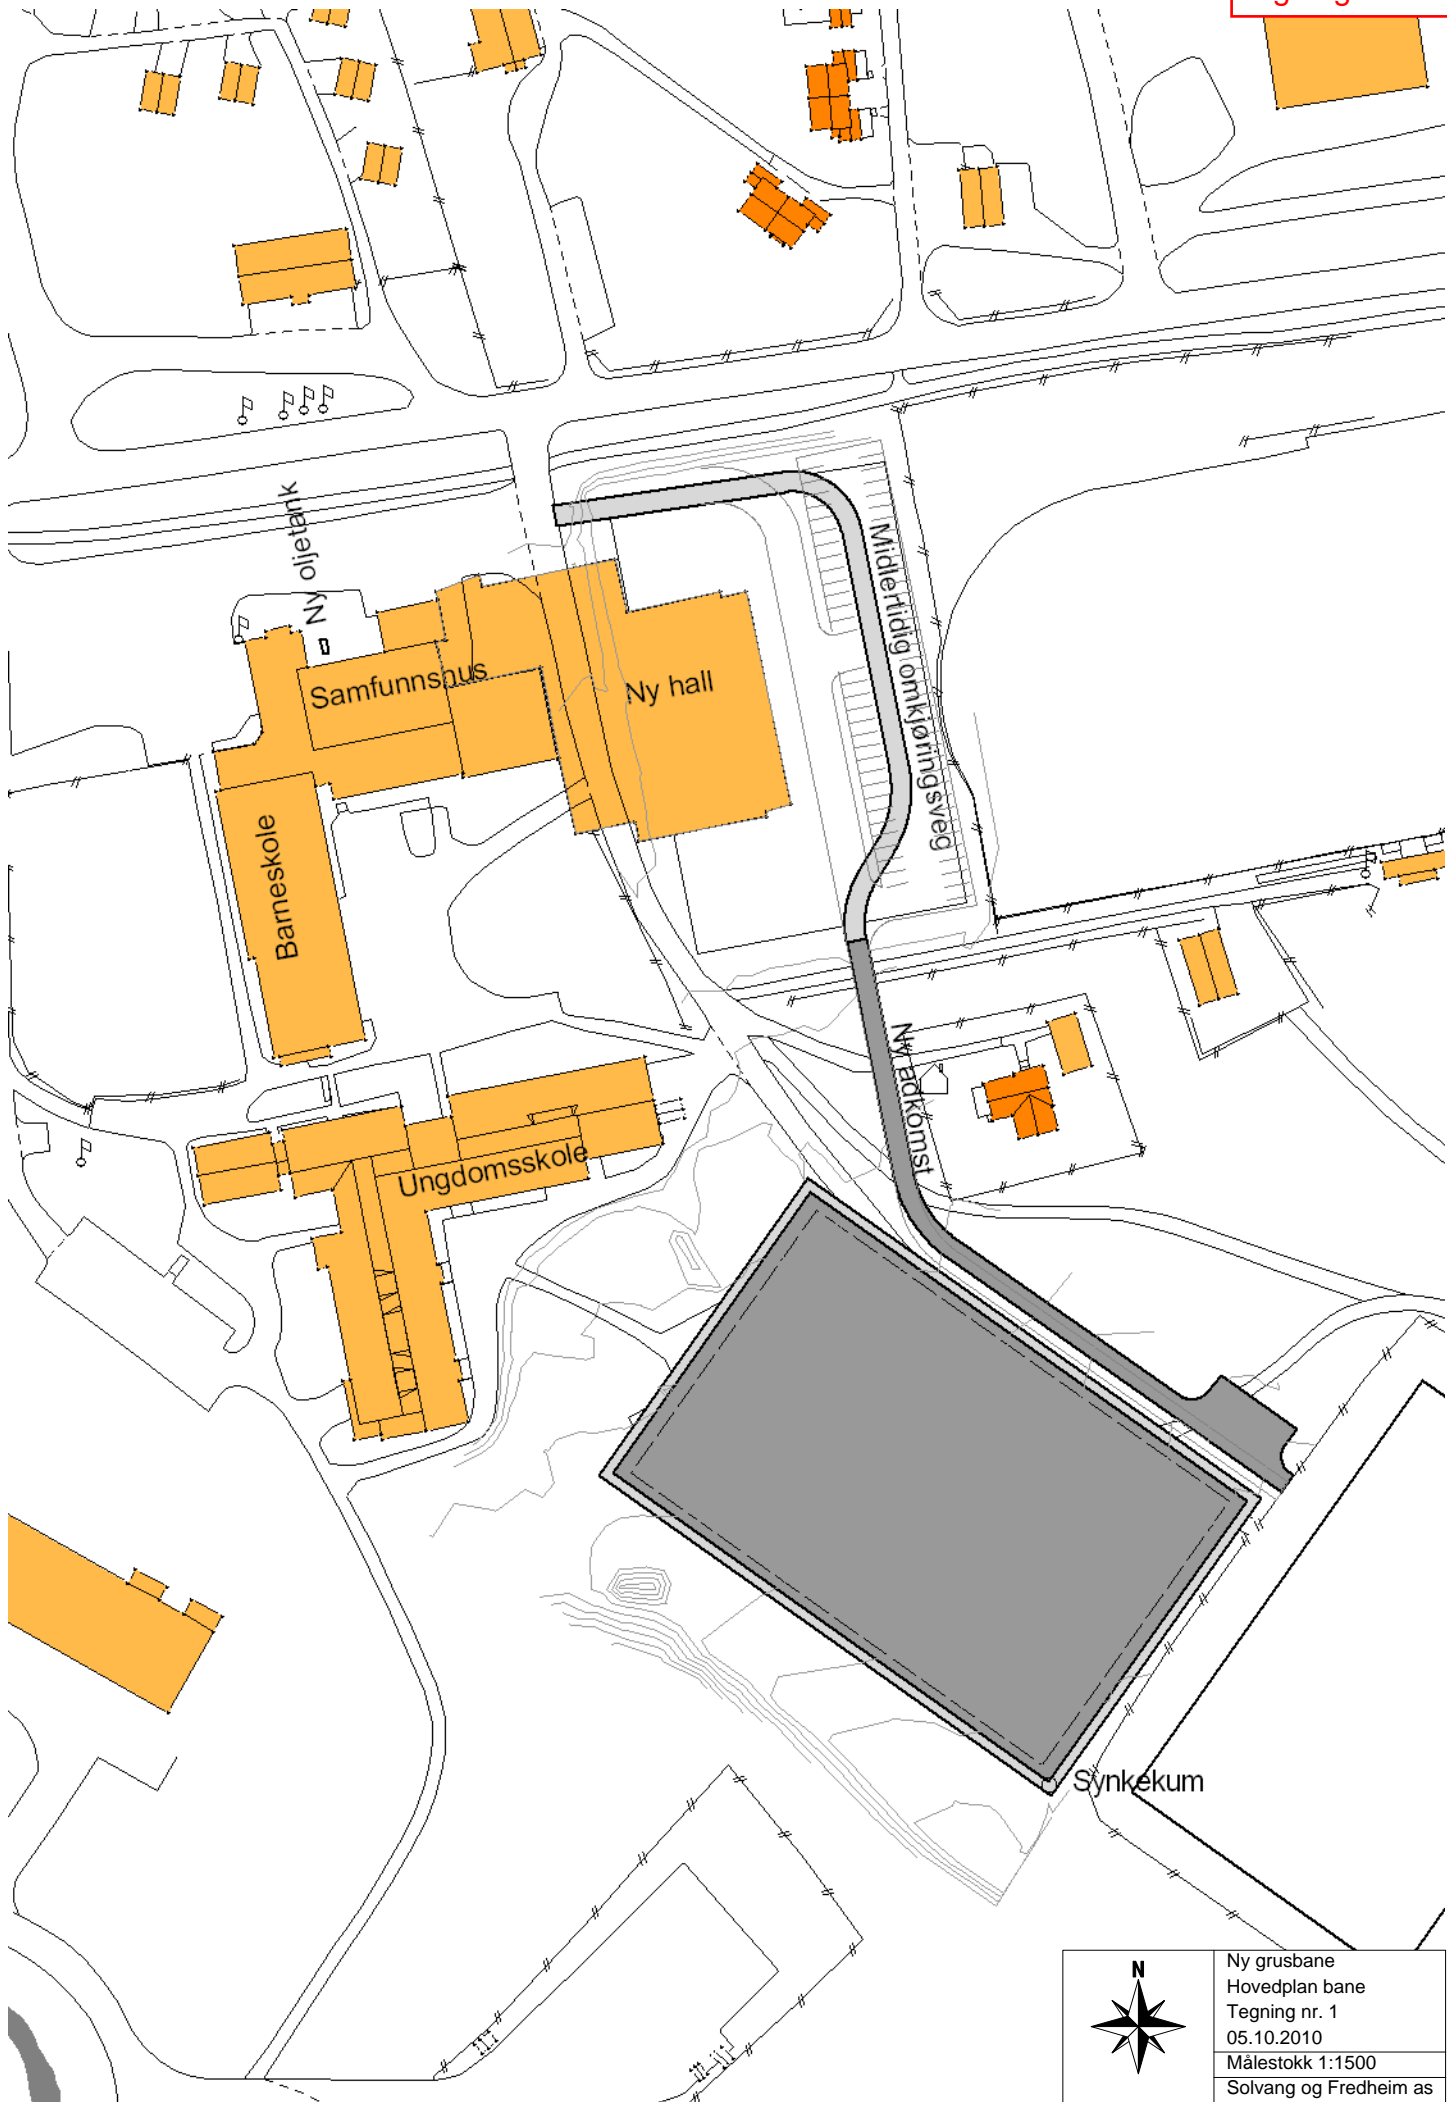 Ny oljetank
Midlertidig omkjøringsveg
Samfunnshus
Ny hall
Barneskole
Ny adkomst
Ungdomsskole
Synkekum
N
Ny grusbane
Hovedplan bane
Tegning nr. 1
05.10.2010
Målestokk 1:1500
Solvang og Fredheim as